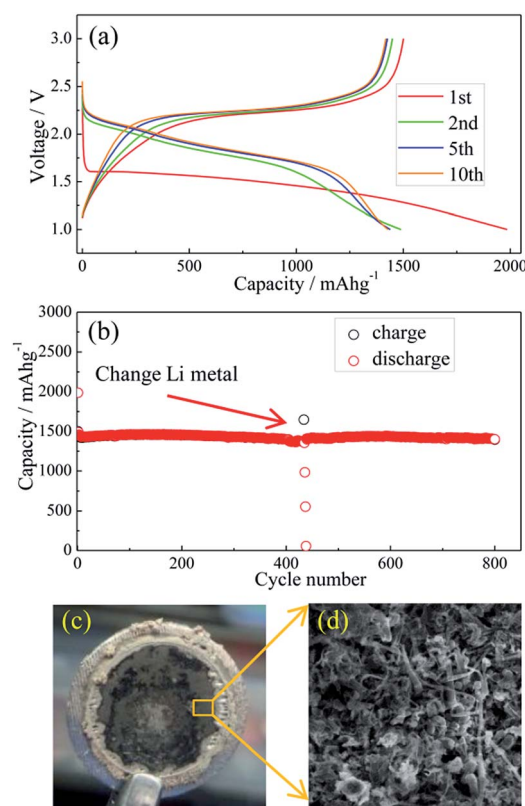 (a)
3.0
2.5
2.0
1.5
1.0
Voltage / V
1st
2nd
5th
10th
0 500 1000 1500 2000
Capacity / mAhg⁻¹
(b)
3000
2500
2000
1500
1000
500
0
Capacity / mAhg⁻¹
charge
discharge
Change Li metal
0 200 400 600 800
Cycle number
(c)
(d)